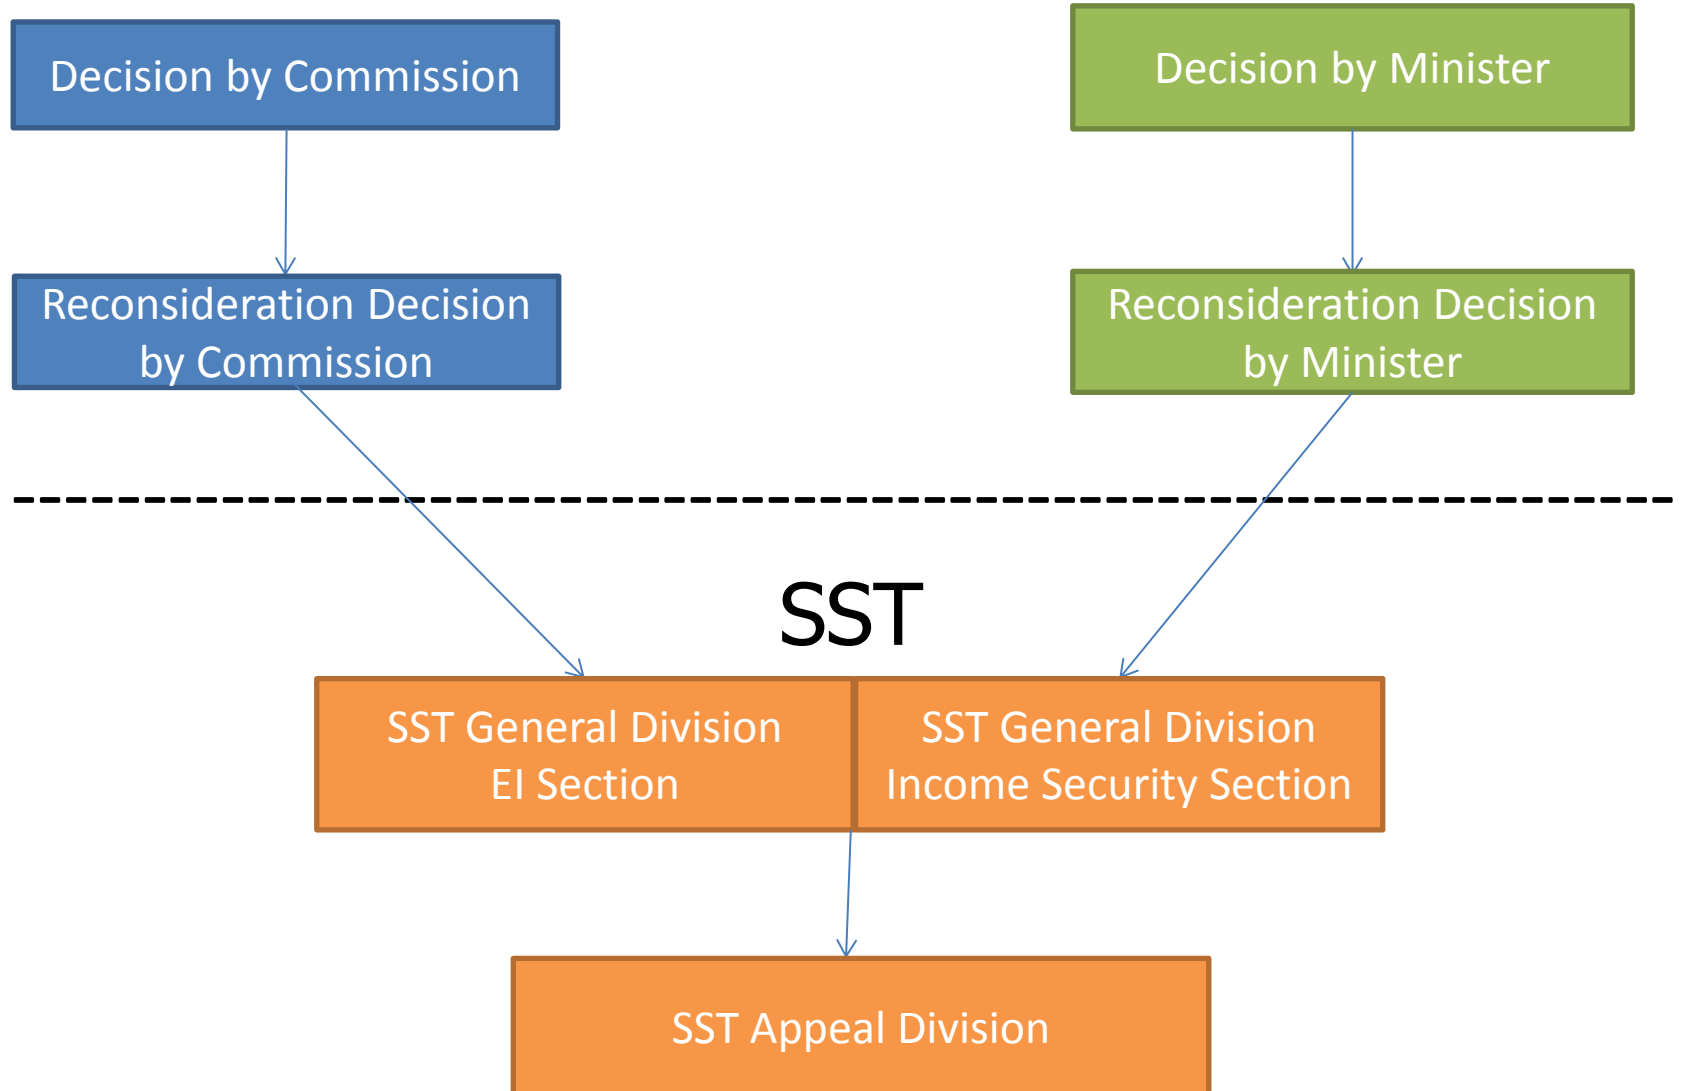 Decision by Commission
Decision by Minister
Reconsideration Decision
by Commission
Reconsideration Decision
by Minister
SST
SST General Division
EI Section
SST General Division
Income Security Section
SST Appeal Division